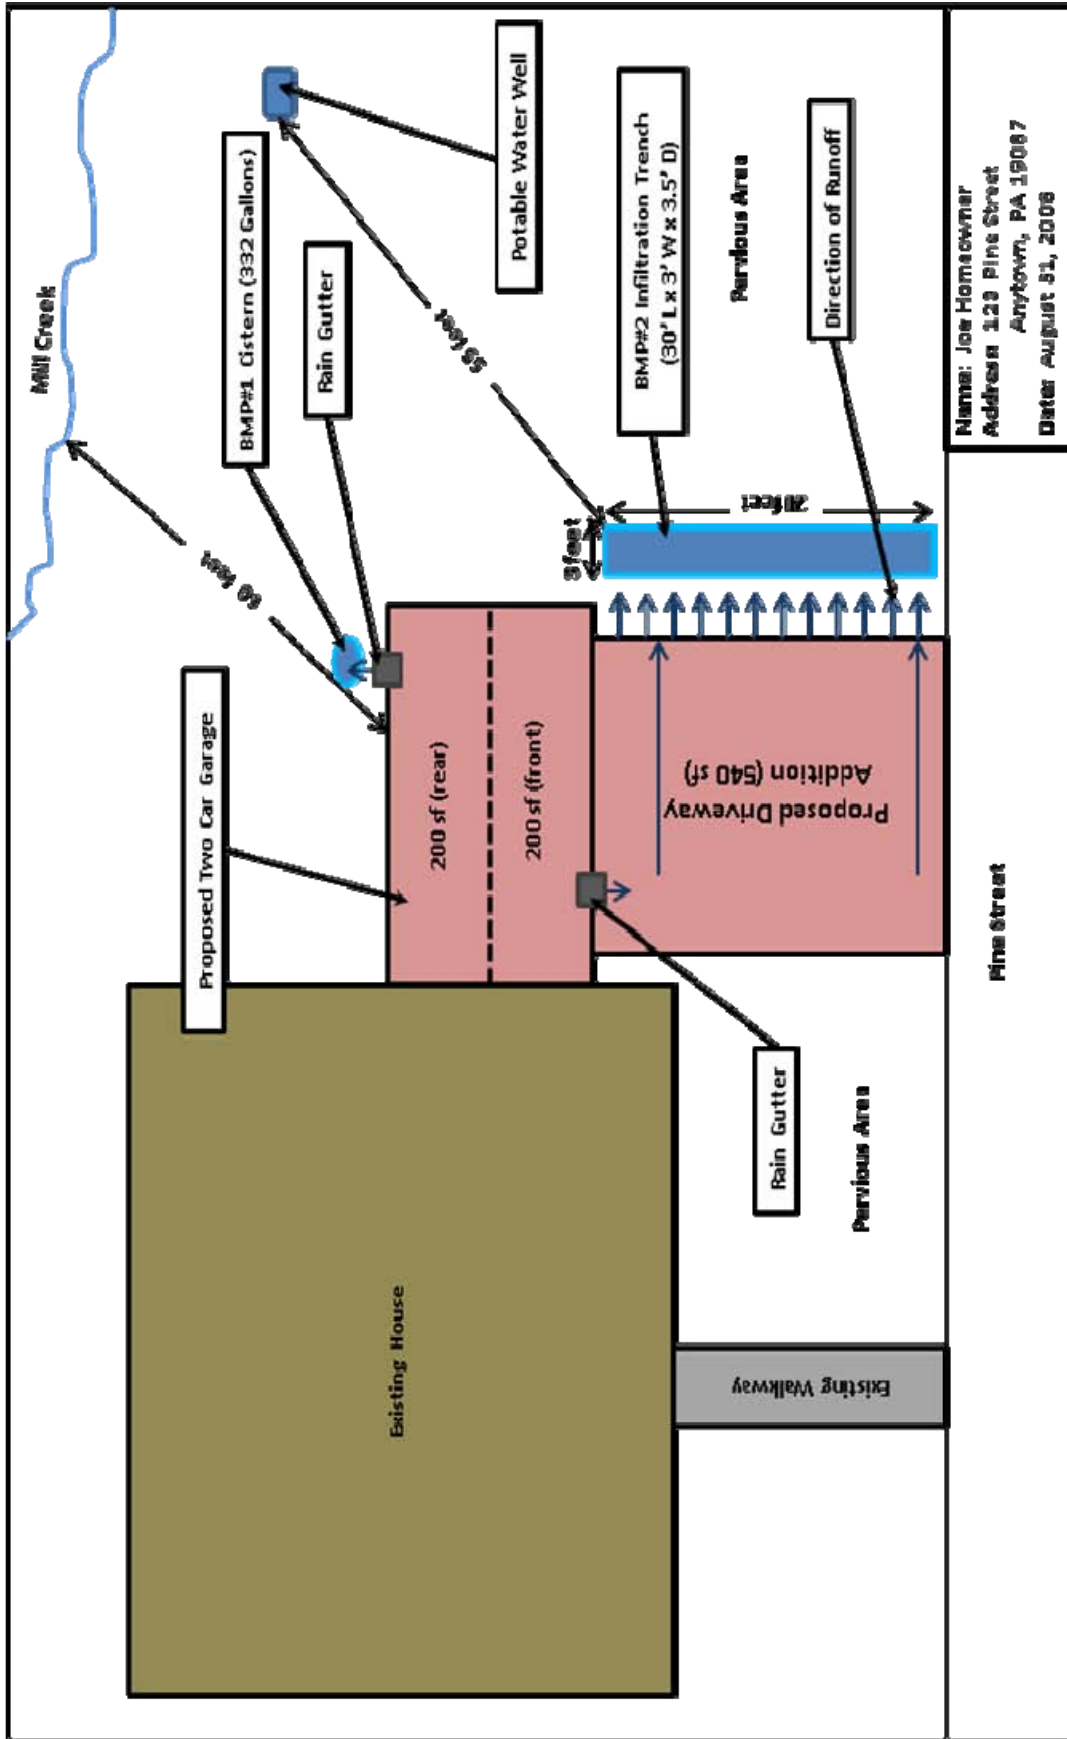 Mill Creek
BMP#1 Cistern (332 Gallons)
Rain Gutter
Potable Water Well
60 feet
55 feet
Proposed Two Car Garage
200 sf (rear)
200 sf (front)
Existing House
3feet
feet
BMP#2 Infiltration Trench
(30' L x 3' W x 3.5' D)
Pervious Area
Direction of Runoff
Proposed Driveway
Addition (540 sf)
Rain Gutter
Pervious Area
Existing Walkway
Pine Street
Name: Joe Homeowner
Address 123 Pine Street
Anytown, PA 19087
Date: August 31, 2008